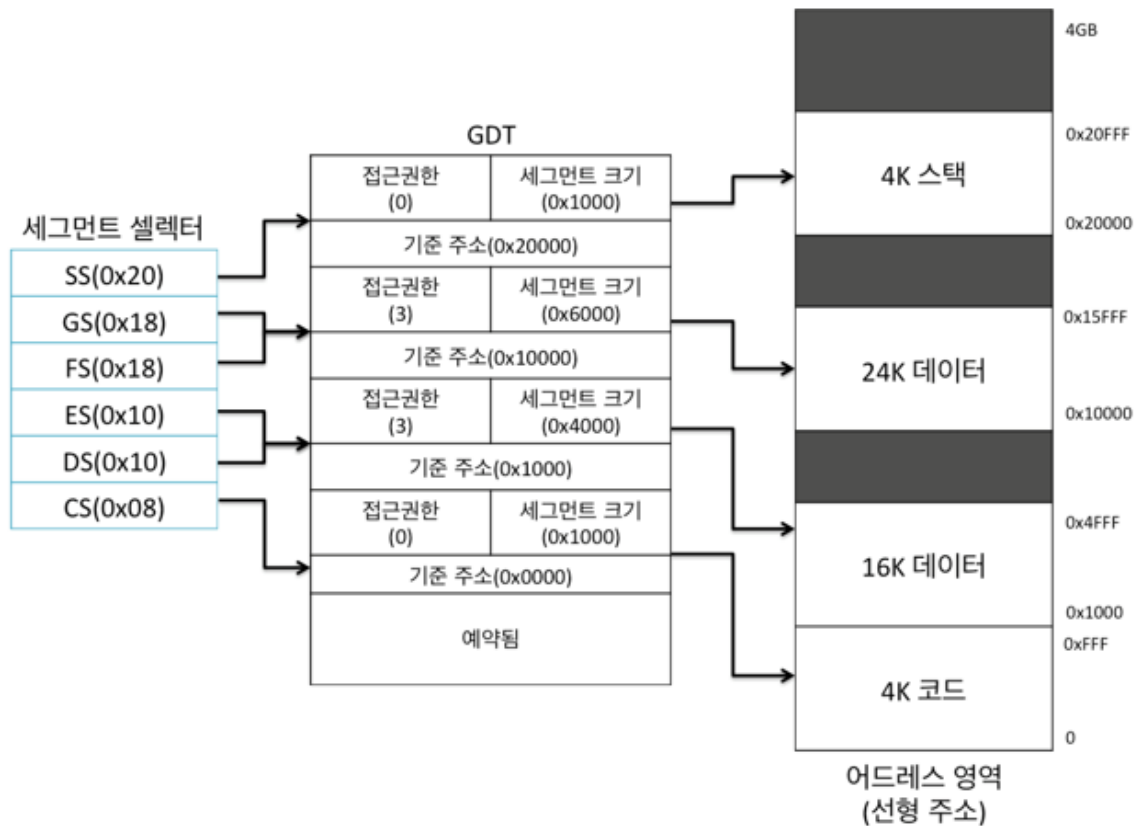 세그먼트 셀렉터
SS(0x20)
GS(0x18)
FS(0x18)
ES(0x10)
DS(0x10)
CS(0x08)
GDT
접근권한
(0)
세그먼트 크기
(0x1000)
기준 주소(0x20000)
접근권한
(3)
세그먼트 크기
(0x6000)
기준 주소(0x10000)
접근권한
(3)
세그먼트 크기
(0x4000)
기준 주소(0x1000)
접근권한
(0)
세그먼트 크기
(0x1000)
기준 주소(0x0000)
예약됨
4GB
0x20FFF
4K 스택
0x20000
0x15FFF
24K 데이터
0x10000
0x4FFF
16K 데이터
0x1000
0xFFF
4K 코드
0
어드레스 영역
(선형 주소)